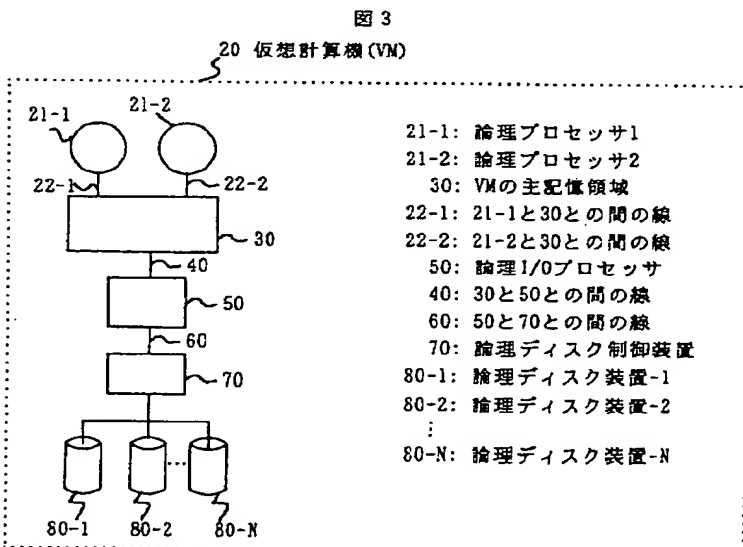 図3
20 仮想計算機(VM)
21-1
21-2
22-1
22-2
30
40
50
60
70
80-1
80-2
80-N
21-1: 論理プロセッサ1
21-2: 論理プロセッサ2
30: VMの主記憶領域
22-1: 21-1と30との間の線
22-2: 21-2と30との間の線
50: 論理I/Oプロセッサ
40: 30と50との間の線
60: 50と70との間の線
70: 論理ディスク制御装置
80-1: 論理ディスク装置-1
80-2: 論理ディスク装置-2
⋮
80-N: 論理ディスク装置-N